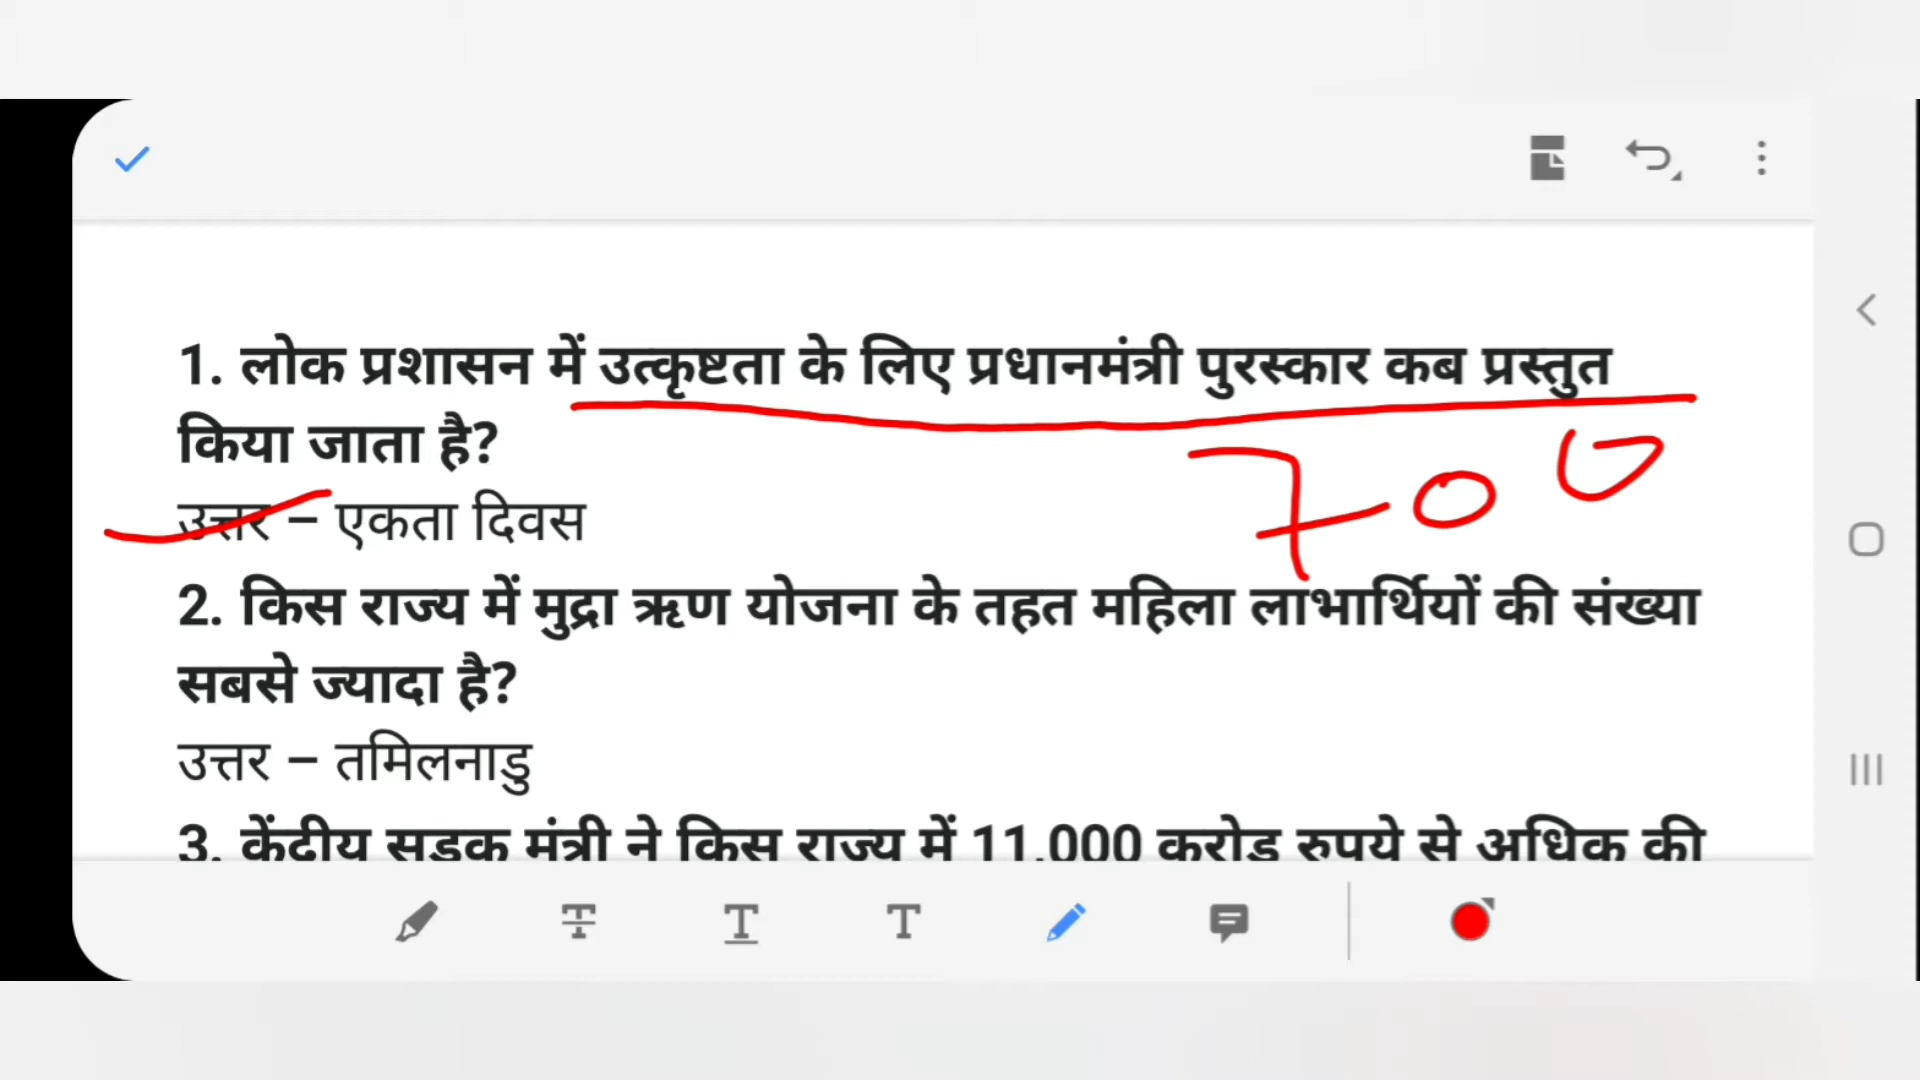 1. लोक प्रशासन में उत्कृष्टता के लिए प्रधानमंत्री पुरस्कार कब प्रस्तुत
किया जाता है?
700
उत्तर – एकता दिवस
2. किस राज्य में मुद्रा ऋण योजना के तहत महिला लाभार्थियों की संख्या
सबसे ज्यादा है?
उत्तर – तमिलनाडु
3. केंद्रीय सड़क मंत्री ने किस राज्य में 11,000 करोड़ रुपये से अधिक की